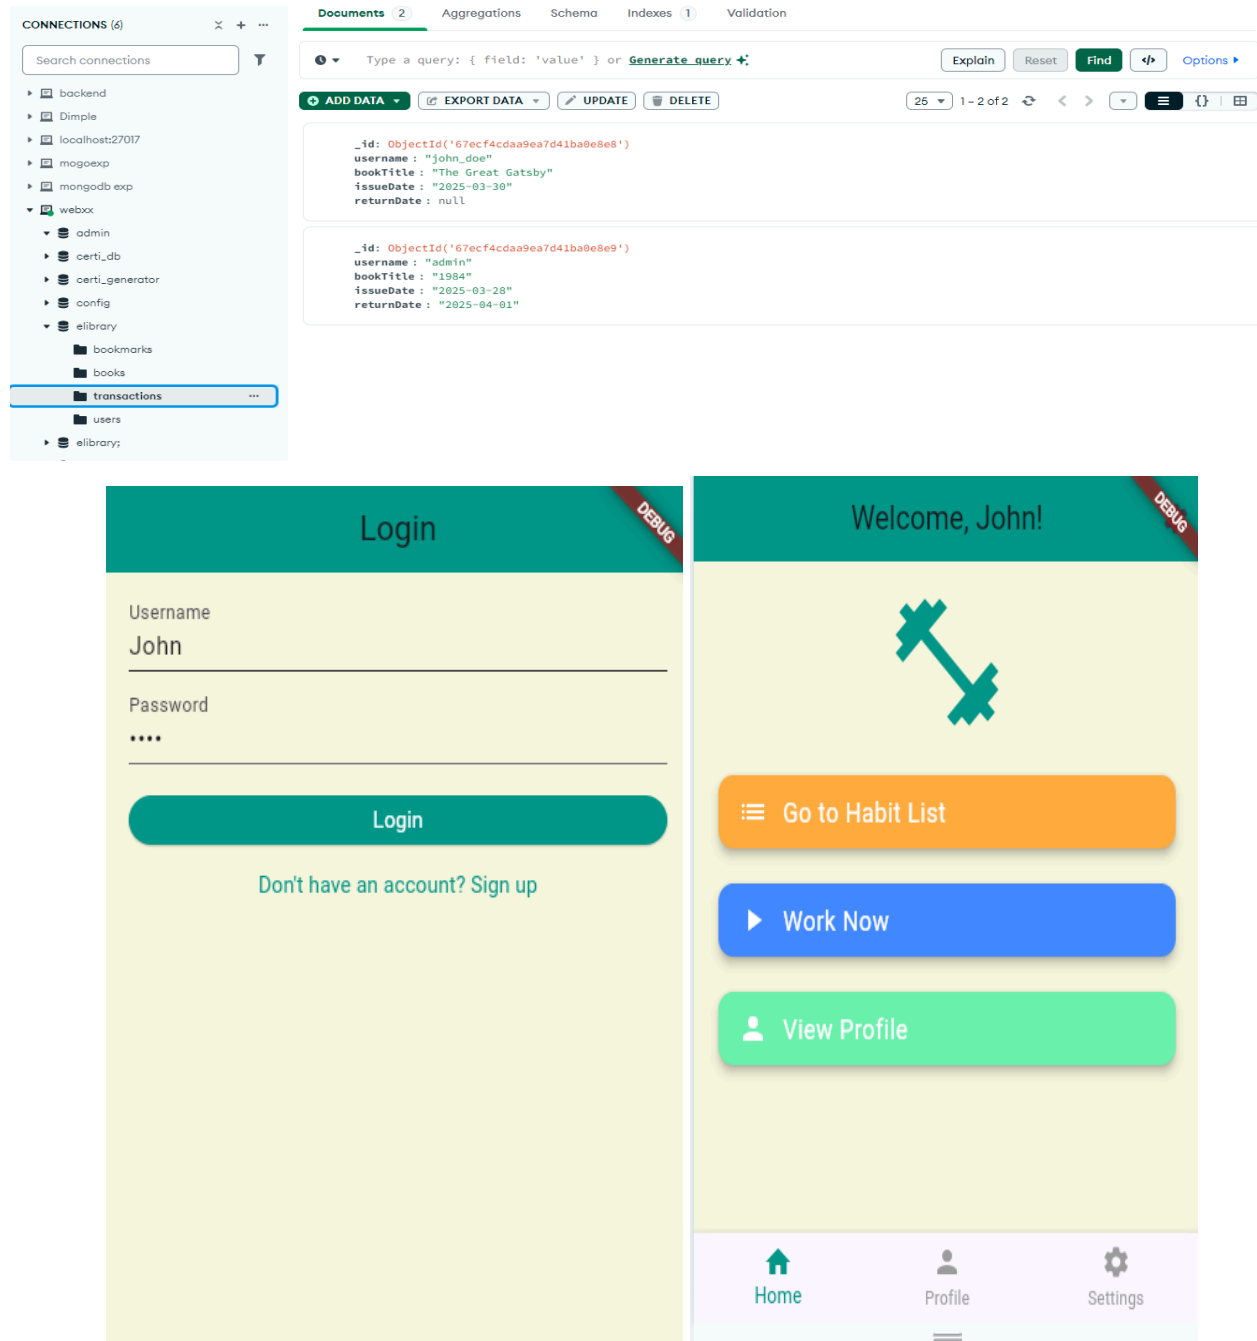 CONNECTIONS (6)
Search connections
backend
Dimple
localhost:27017
mogoexp
mongodb exp
webxx
admin
certi_db
certi_generator
config
elibrary
bookmarks
books
transactions
users
elibrary;
Documents 2 Aggregations Schema Indexes 1 Validation
Type a query: { field: 'value' } or Generate query
Explain Reset Find </> Options
ADD DATA EXPORT DATA UPDATE DELETE
25 1 – 2 of 2 {}
_id: ObjectId('67ecf4cdaa9ea7d41ba0e8e8')
username : "john_doe"
bookTitle : "The Great Gatsby"
issueDate : "2025-03-30"
returnDate : null
_id: ObjectId('67ecf4cdaa9ea7d41ba0e8e9')
username : "admin"
bookTitle : "1984"
issueDate : "2025-03-28"
returnDate : "2025-04-01"
Login
DEBUG
Username
John
Password
••••
Login
Don't have an account? Sign up
Welcome, John!
DEBUG
Go to Habit List
Work Now
View Profile
Home Profile Settings